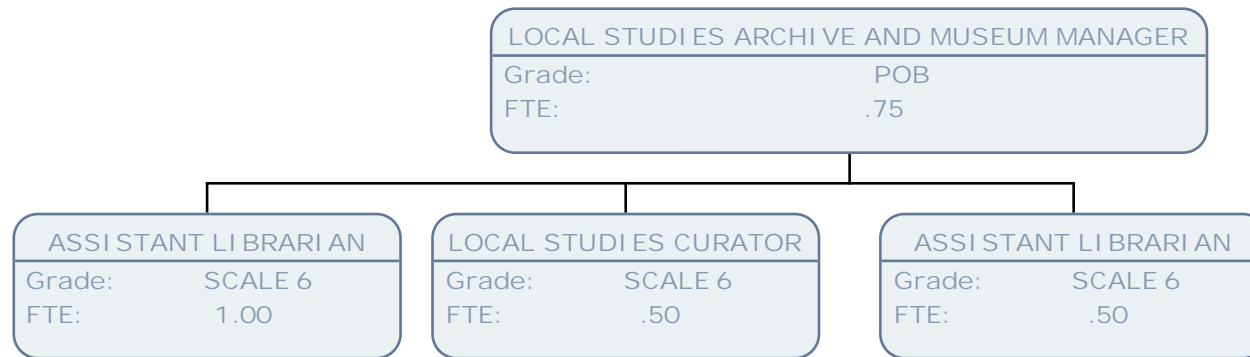 LOCAL STUDIES ARCHIVE AND MUSEUM MANAGER
Grade: POB
FTE: .75
ASSISTANT LIBRARIAN
Grade: SCALE 6
FTE: 1.00
LOCAL STUDIES CURATOR
Grade: SCALE 6
FTE: .50
ASSISTANT LIBRARIAN
Grade: SCALE 6
FTE: .50